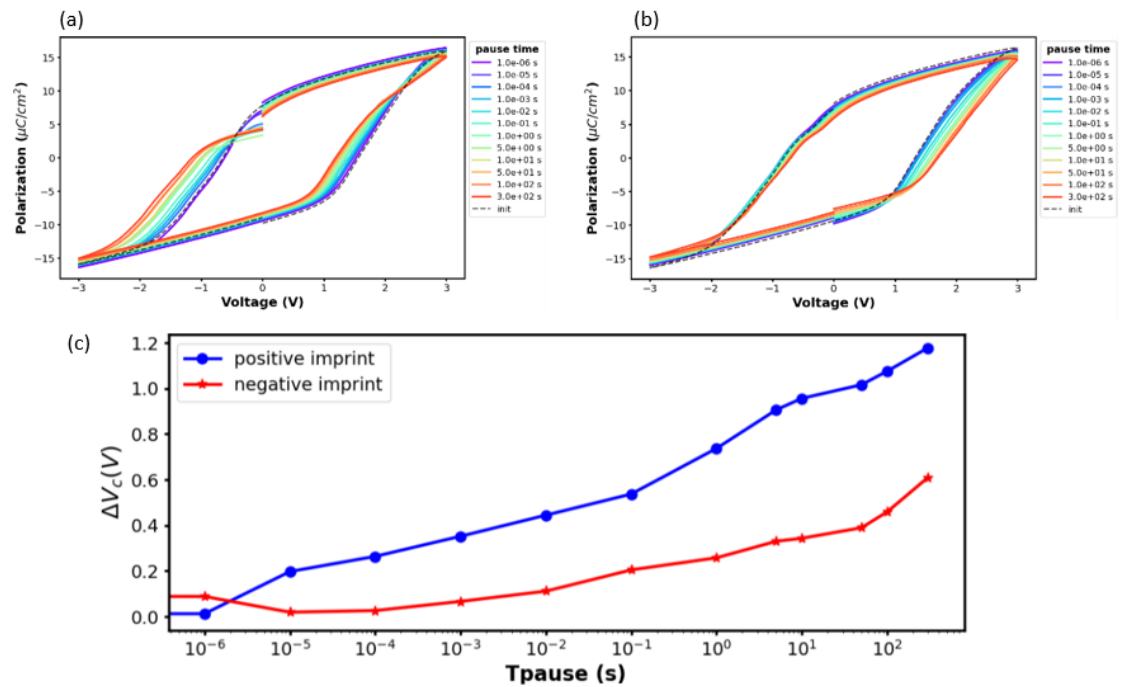 (a)
Polarization (μC/cm²)
15
10
5
0
−5
−10
−15
−3 −2 −1 0 1 2 3
Voltage (V)
pause time
1.0e-06 s
1.0e-05 s
1.0e-04 s
1.0e-03 s
1.0e-02 s
1.0e-01 s
1.0e+00 s
5.0e+00 s
1.0e+01 s
5.0e+01 s
1.0e+02 s
3.0e+02 s
init
(b)
Polarization (μC/cm²)
15
10
5
0
−5
−10
−15
−3 −2 −1 0 1 2 3
Voltage (V)
pause time
1.0e-06 s
1.0e-05 s
1.0e-04 s
1.0e-03 s
1.0e-02 s
1.0e-01 s
1.0e+00 s
5.0e+00 s
1.0e+01 s
5.0e+01 s
1.0e+02 s
3.0e+02 s
init
(c)
positive imprint
negative imprint
ΔV_c(V)
1.2
1.0
0.8
0.6
0.4
0.2
0.0
10⁻⁶ 10⁻⁵ 10⁻⁴ 10⁻³ 10⁻² 10⁻¹ 10⁰ 10¹ 10²
Tpause (s)